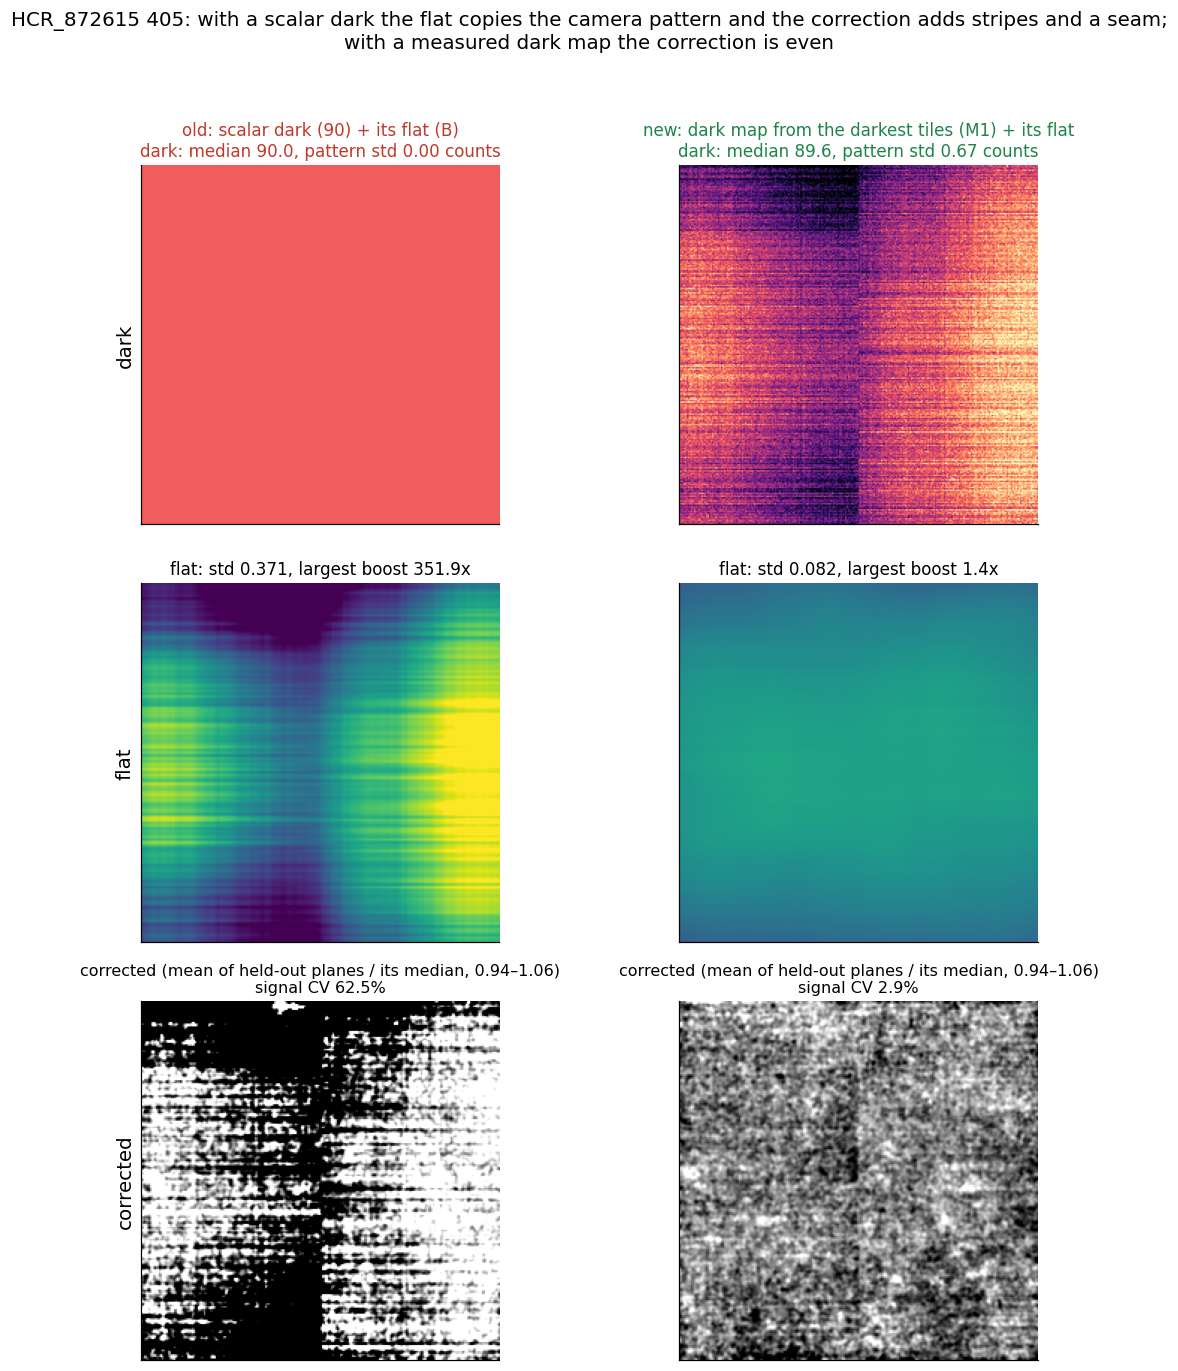 HCR_872615 405: with a scalar dark the flat copies the camera pattern and the correction adds stripes and a seam;
with a measured dark map the correction is even
old: scalar dark (90) + its flat (B)
dark: median 90.0, pattern std 0.00 counts
new: dark map from the darkest tiles (M1) + its flat
dark: median 89.6, pattern std 0.67 counts
dark
flat: std 0.371, largest boost 351.9x
flat: std 0.082, largest boost 1.4x
flat
corrected (mean of held-out planes / its median, 0.94–1.06)
signal CV 62.5%
corrected (mean of held-out planes / its median, 0.94–1.06)
signal CV 2.9%
corrected